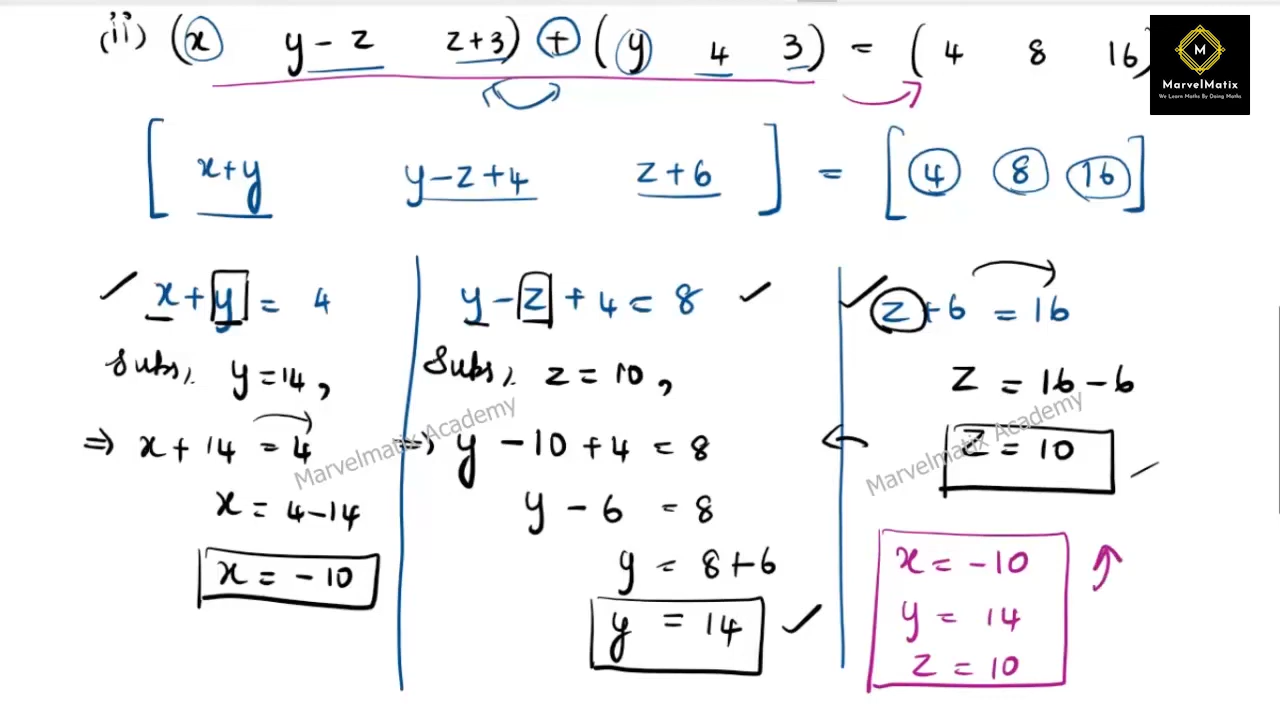 (ii) (x y-z z+3) + (y 4 3) = (4 8 16)
M
MarvelMatix
We Learn Maths By Doing Maths
[x+y y-z+4 z+6] = [4 8 16]
x+y = 4
Subs, y=14,
⇒ x+14 = 4
x = 4-14
x = -10
y-z+4 = 8
Subs, z = 10,
⇒ y-10+4 = 8
y-6 = 8
y = 8+6
y = 14
z+6 = 16
z = 16-6
z = 10
x = -10
y = 14
z = 10
Marvelmatix Academy
Marvelmatix Academy